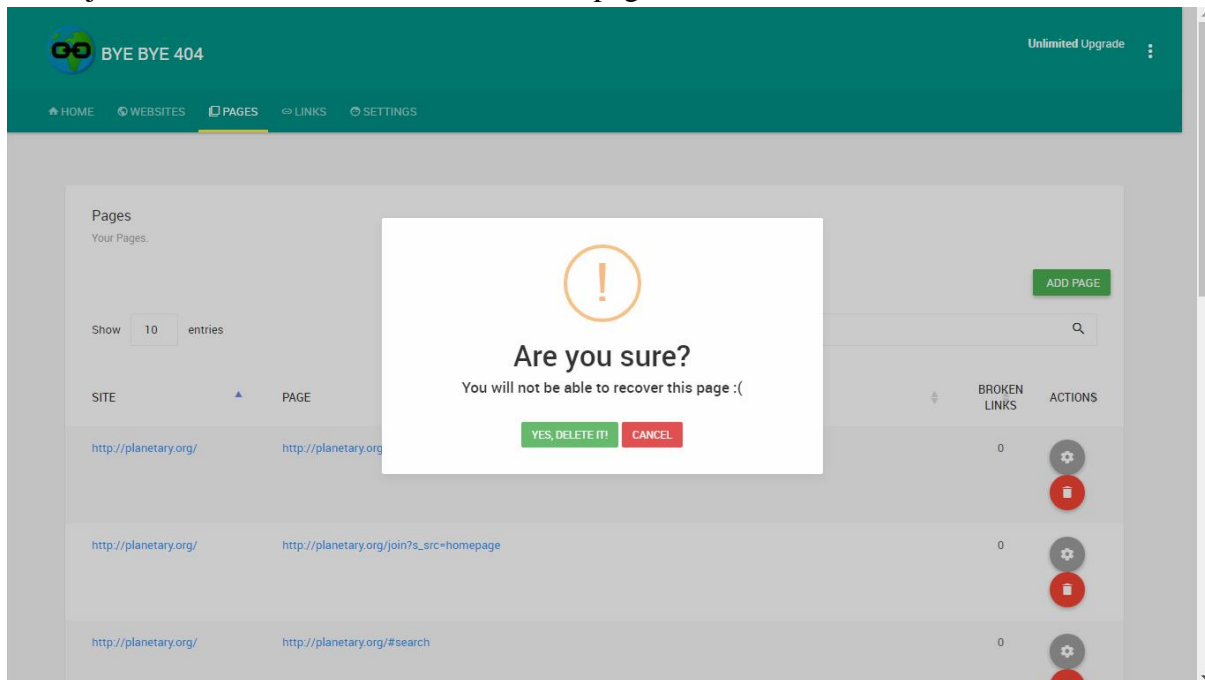 BYE BYE 404
Unlimited Upgrade
HOME WEBSITES PAGES LINKS SETTINGS
Pages
Your Pages.
ADD PAGE
Show 10 entries
!
Are you sure?
You will not be able to recover this page :(
YES, DELETE IT! CANCEL
SITE PAGE BROKEN LINKS ACTIONS
http://planetary.org/ http://planetary.org 0
http://planetary.org/ http://planetary.org/join?s_src=homepage 0
http://planetary.org/ http://planetary.org/#search 0